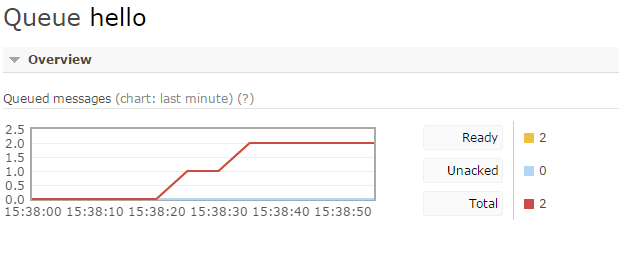 Queue hello
Overview
Queued messages (chart: last minute) (?)
2.5
2.0
1.5
1.0
0.5
0.0
15:38:00 15:38:10 15:38:20 15:38:30 15:38:40 15:38:50
Ready 2
Unacked 0
Total 2